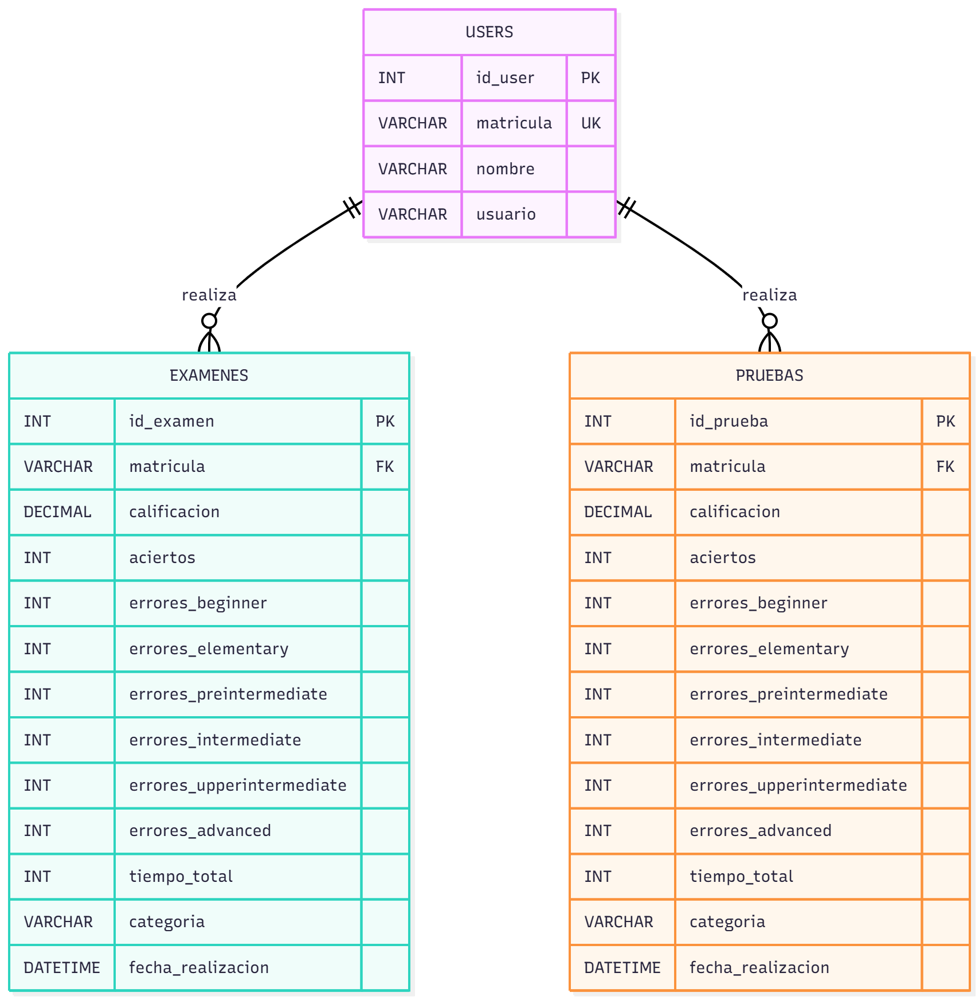 USERS
INT id_user PK
VARCHAR matricula UK
VARCHAR nombre
VARCHAR usuario
realiza
realiza
EXAMENES
INT id_examen PK
VARCHAR matricula FK
DECIMAL calificacion
INT aciertos
INT errores_beginner
INT errores_elementary
INT errores_preintermediate
INT errores_intermediate
INT errores_upperintermediate
INT errores_advanced
INT tiempo_total
VARCHAR categoria
DATETIME fecha_realizacion
PRUEBAS
INT id_prueba PK
VARCHAR matricula FK
DECIMAL calificacion
INT aciertos
INT errores_beginner
INT errores_elementary
INT errores_preintermediate
INT errores_intermediate
INT errores_upperintermediate
INT errores_advanced
INT tiempo_total
VARCHAR categoria
DATETIME fecha_realizacion